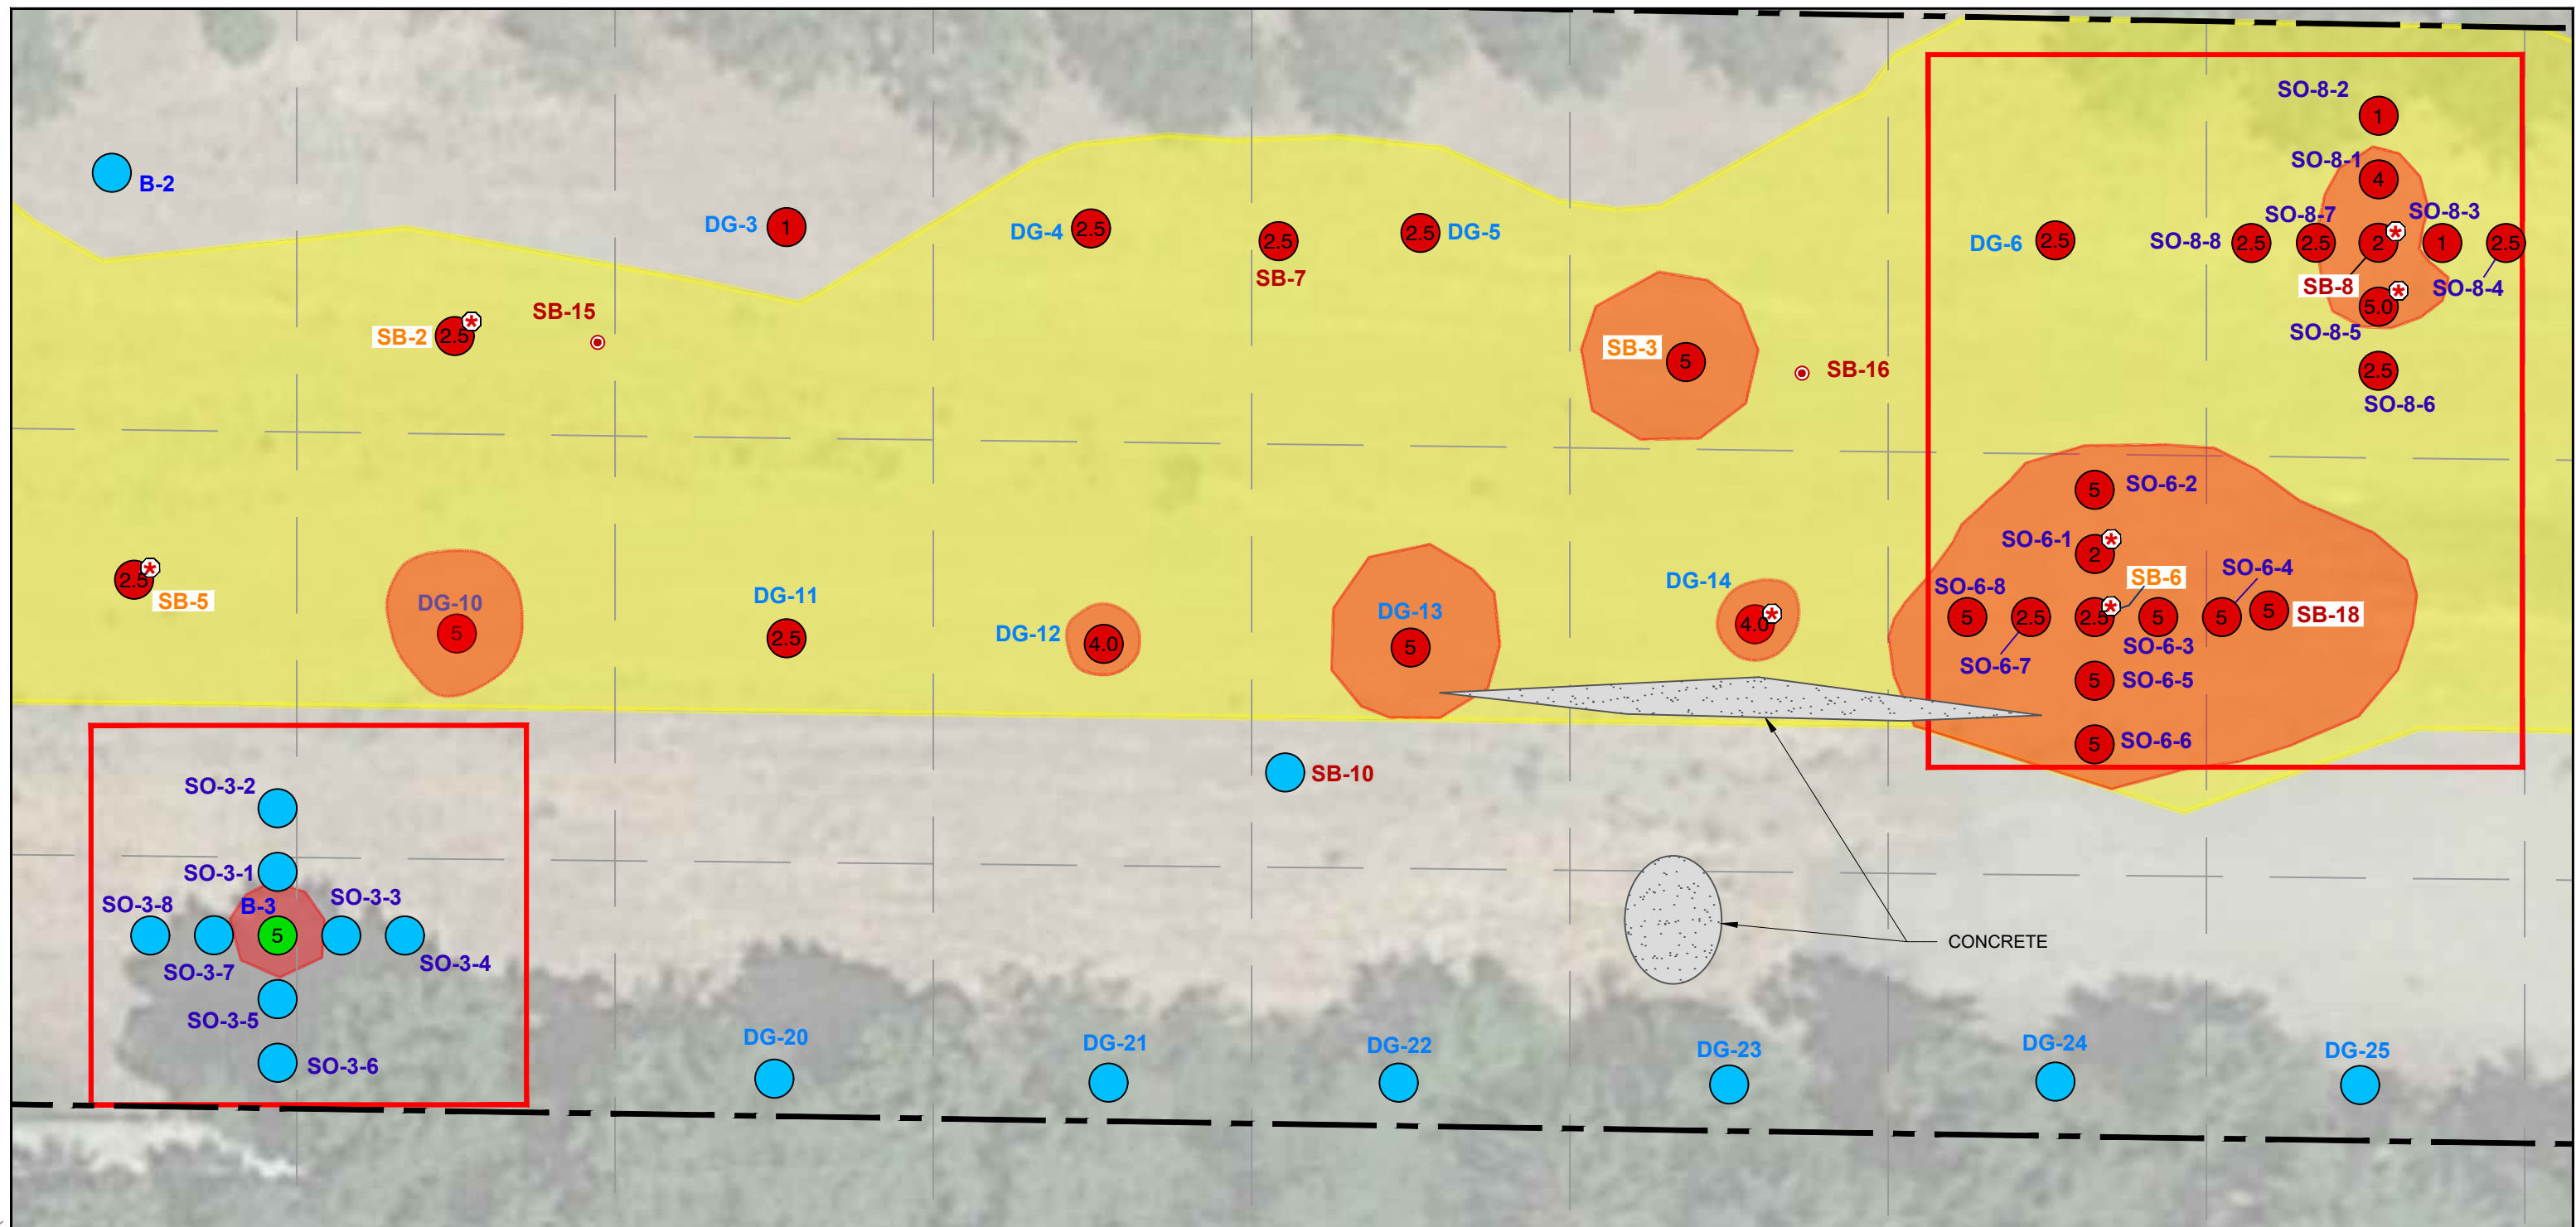 SO-8-2
1
SO-8-1
4
B-2
DG-3
1
DG-4
2.5
2.5
SB-7
2.5
DG-5
DG-6
2.5
SO-8-8
2.5
SO-8-7
2.5
2*
SO-8-3
1
2.5
SB-8
SO-8-4
5.0*
SO-8-5
2.5
SO-8-6
SB-2
2.5*
SB-15
SB-3
5
SB-16
5
SO-6-2
SO-6-1
2*
2.5*
SB-5
DG-10
5
DG-11
2.5
DG-12
4.0
DG-13
5
DG-14
4.0*
SO-6-8
5
2.5
SO-6-7
2.5*
SB-6
5
SO-6-3
SO-6-4
5
5
SB-18
5
SO-6-5
5
SO-6-6
SB-10
SO-3-2
SO-3-1
SO-3-8
B-3
SO-3-3
5
SO-3-7
SO-3-4
SO-3-5
SO-3-6
CONCRETE
DG-20
DG-21
DG-22
DG-23
DG-24
DG-25